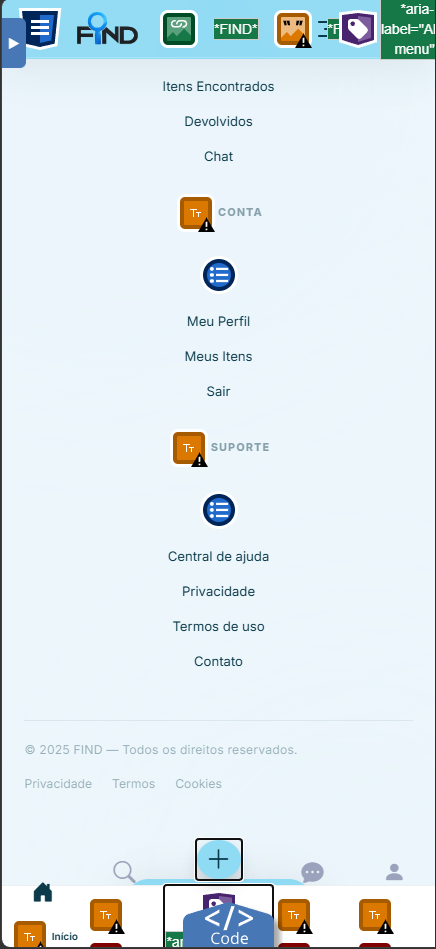 FIND
*FIND*
*aria-
label="Al
menu"
Itens Encontrados
Devolvidos
Chat
CONTA
Meu Perfil
Meus Itens
Sair
SUPORTE
Central de ajuda
Privacidade
Termos de uso
Contato
© 2025 FIND — Todos os direitos reservados.
Privacidade Termos Cookies
Início
</>
Code